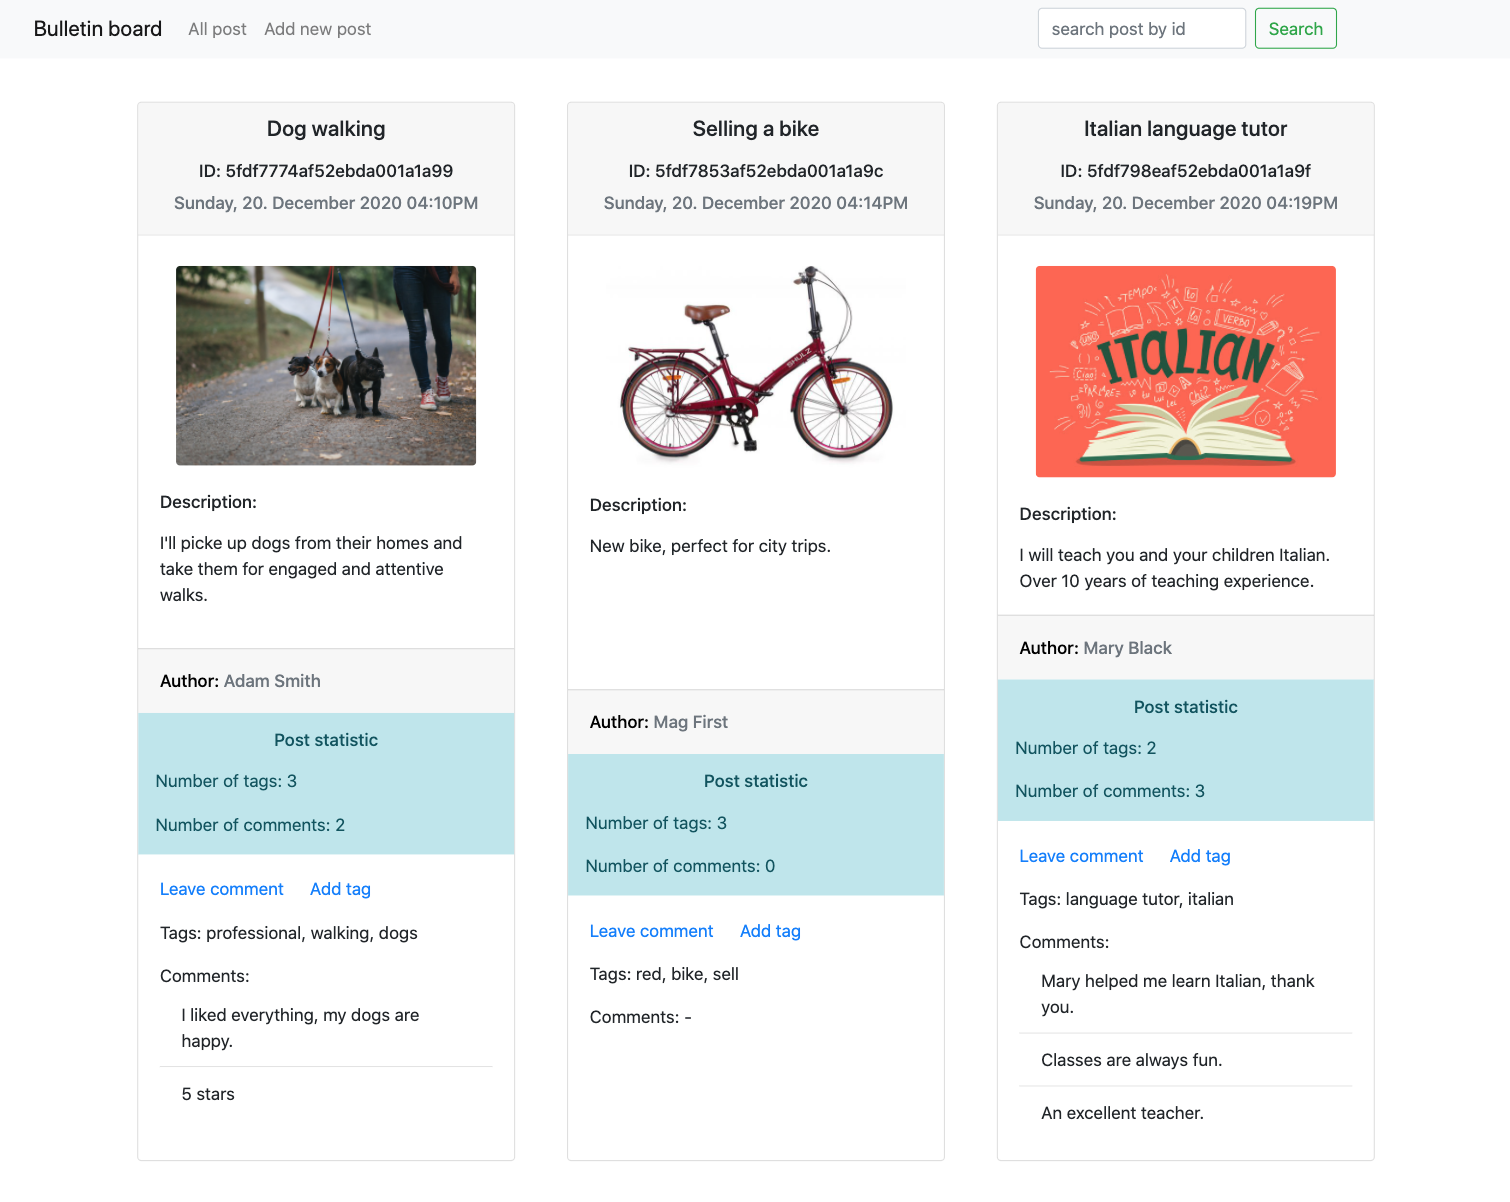 Bulletin board All post Add new post search post by id Search
Dog walking
ID: 5fdf7774af52ebda001a1a99
Sunday, 20. December 2020 04:10PM
Description:
I'll picke up dogs from their homes and
take them for engaged and attentive
walks.
Author: Adam Smith
Post statistic
Number of tags: 3
Number of comments: 2
Leave comment Add tag
Tags: professional, walking, dogs
Comments:
I liked everything, my dogs are
happy.
5 stars
Selling a bike
ID: 5fdf7853af52ebda001a1a9c
Sunday, 20. December 2020 04:14PM
SHULZ
Description:
New bike, perfect for city trips.
Author: Mag First
Post statistic
Number of tags: 3
Number of comments: 0
Leave comment Add tag
Tags: red, bike, sell
Comments: -
Italian language tutor
ID: 5fdf798eaf52ebda001a1a9f
Sunday, 20. December 2020 04:19PM
TEMPO
VERBO
ITALIAN
Ciao
PARLARE
Chi?
Lei
Description:
I will teach you and your children Italian.
Over 10 years of teaching experience.
Author: Mary Black
Post statistic
Number of tags: 2
Number of comments: 3
Leave comment Add tag
Tags: language tutor, italian
Comments:
Mary helped me learn Italian, thank
you.
Classes are always fun.
An excellent teacher.